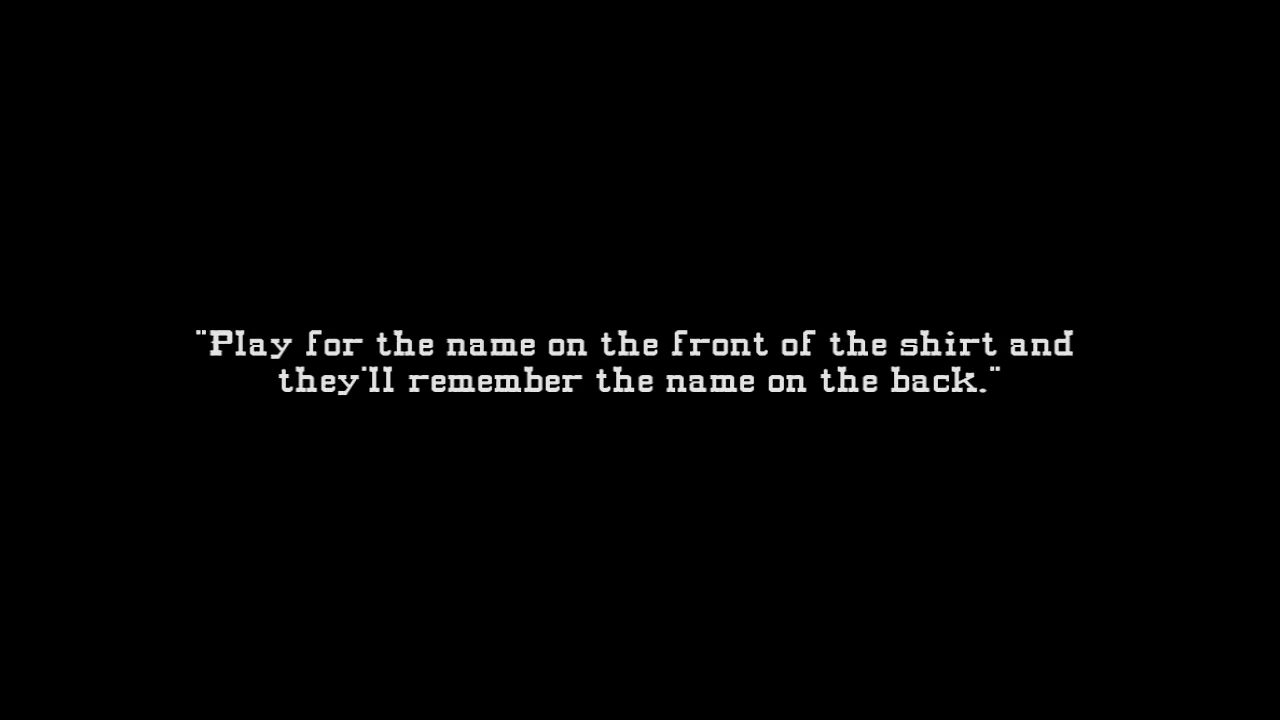 "Play for the name on the front of the shirt and
they'll remember the name on the back."